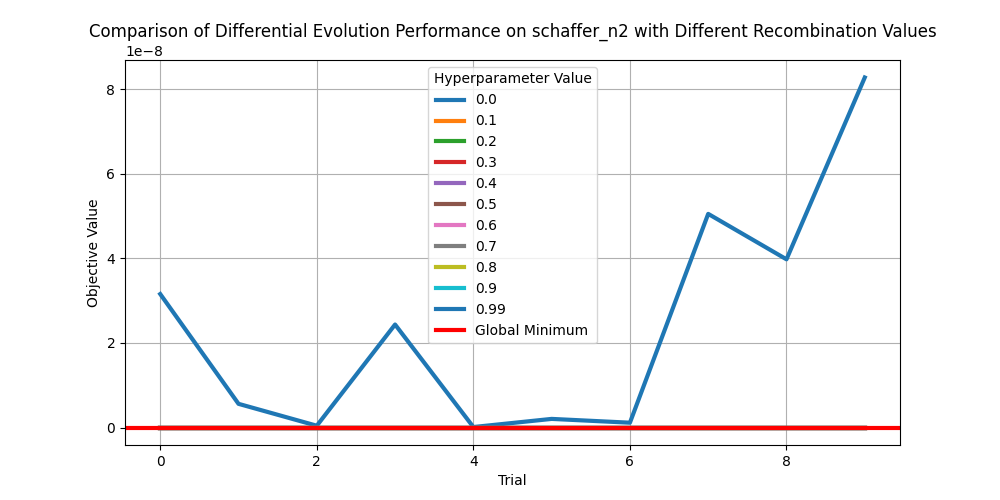 Comparison of Differential Evolution Performance on schaffer_n2 with Different Recombination Values
1e−8
Hyperparameter Value
0.0
0.1
0.2
0.3
0.4
0.5
0.6
0.7
0.8
0.9
0.99
Global Minimum
Objective Value
8
6
4
2
0
0 2 4 6 8
Trial